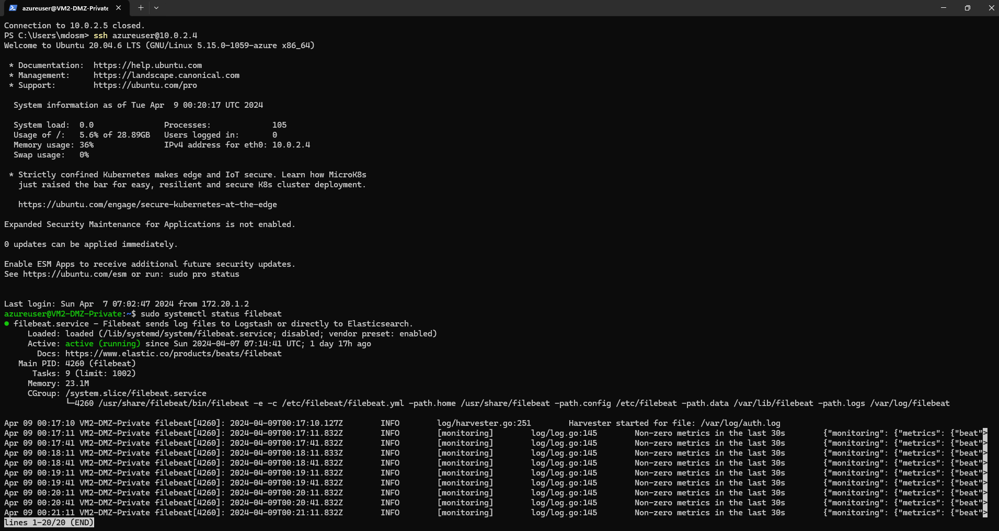 azureuser@VM2-DMZ-Private
Connection to 10.0.2.5 closed.
PS C:\Users\mdosm> ssh azureuser@10.0.2.4
Welcome to Ubuntu 20.04.6 LTS (GNU/Linux 5.15.0-1059-azure x86_64)
* Documentation:  https://help.ubuntu.com
* Management:     https://landscape.canonical.com
* Support:        https://ubuntu.com/pro
System information as of Tue Apr  9 00:20:17 UTC 2024
System load:  0.0               Processes:             105
Usage of /:   5.6% of 28.89GB   Users logged in:       0
Memory usage: 36%               IPv4 address for eth0: 10.0.2.4
Swap usage:   0%
* Strictly confined Kubernetes makes edge and IoT secure. Learn how MicroK8s
just raised the bar for easy, resilient and secure K8s cluster deployment.
https://ubuntu.com/engage/secure-kubernetes-at-the-edge
Expanded Security Maintenance for Applications is not enabled.
0 updates can be applied immediately.
Enable ESM Apps to receive additional future security updates.
See https://ubuntu.com/esm or run: sudo pro status
Last login: Sun Apr  7 07:02:47 2024 from 172.20.1.2
azureuser@VM2-DMZ-Private:~$ sudo systemctl status filebeat
● filebeat.service - Filebeat sends log files to Logstash or directly to Elasticsearch.
Loaded: loaded (/lib/systemd/system/filebeat.service; disabled; vendor preset: enabled)
Active: active (running) since Sun 2024-04-07 07:14:41 UTC; 1 day 17h ago
Docs: https://www.elastic.co/products/beats/filebeat
Main PID: 4260 (filebeat)
Tasks: 9 (limit: 1002)
Memory: 23.1M
CGroup: /system.slice/filebeat.service
└─4260 /usr/share/filebeat/bin/filebeat -e -c /etc/filebeat/filebeat.yml -path.home /usr/share/filebeat -path.config /etc/filebeat -path.data /var/lib/filebeat -path.logs /var/log/filebeat
Apr 09 00:17:10 VM2-DMZ-Private filebeat[4260]: 2024-04-09T00:17:10.127Z        INFO        log/harvester.go:251        Harvester started for file: /var/log/auth.log
Apr 09 00:17:11 VM2-DMZ-Private filebeat[4260]: 2024-04-09T00:17:11.832Z        INFO        [monitoring]        log/log.go:145        Non-zero metrics in the last 30s        {"monitoring": {"metrics": {"beat">
Apr 09 00:17:41 VM2-DMZ-Private filebeat[4260]: 2024-04-09T00:17:41.832Z        INFO        [monitoring]        log/log.go:145        Non-zero metrics in the last 30s        {"monitoring": {"metrics": {"beat">
Apr 09 00:18:11 VM2-DMZ-Private filebeat[4260]: 2024-04-09T00:18:11.833Z        INFO        [monitoring]        log/log.go:145        Non-zero metrics in the last 30s        {"monitoring": {"metrics": {"beat">
Apr 09 00:18:41 VM2-DMZ-Private filebeat[4260]: 2024-04-09T00:18:41.832Z        INFO        [monitoring]        log/log.go:145        Non-zero metrics in the last 30s        {"monitoring": {"metrics": {"beat">
Apr 09 00:19:11 VM2-DMZ-Private filebeat[4260]: 2024-04-09T00:19:11.832Z        INFO        [monitoring]        log/log.go:145        Non-zero metrics in the last 30s        {"monitoring": {"metrics": {"beat">
Apr 09 00:19:41 VM2-DMZ-Private filebeat[4260]: 2024-04-09T00:19:41.832Z        INFO        [monitoring]        log/log.go:145        Non-zero metrics in the last 30s        {"monitoring": {"metrics": {"beat">
Apr 09 00:20:11 VM2-DMZ-Private filebeat[4260]: 2024-04-09T00:20:11.832Z        INFO        [monitoring]        log/log.go:145        Non-zero metrics in the last 30s        {"monitoring": {"metrics": {"beat">
Apr 09 00:20:41 VM2-DMZ-Private filebeat[4260]: 2024-04-09T00:20:41.832Z        INFO        [monitoring]        log/log.go:145        Non-zero metrics in the last 30s        {"monitoring": {"metrics": {"beat">
Apr 09 00:21:11 VM2-DMZ-Private filebeat[4260]: 2024-04-09T00:21:11.832Z        INFO        [monitoring]        log/log.go:145        Non-zero metrics in the last 30s        {"monitoring": {"metrics": {"beat">
lines 1-20/20 (END)